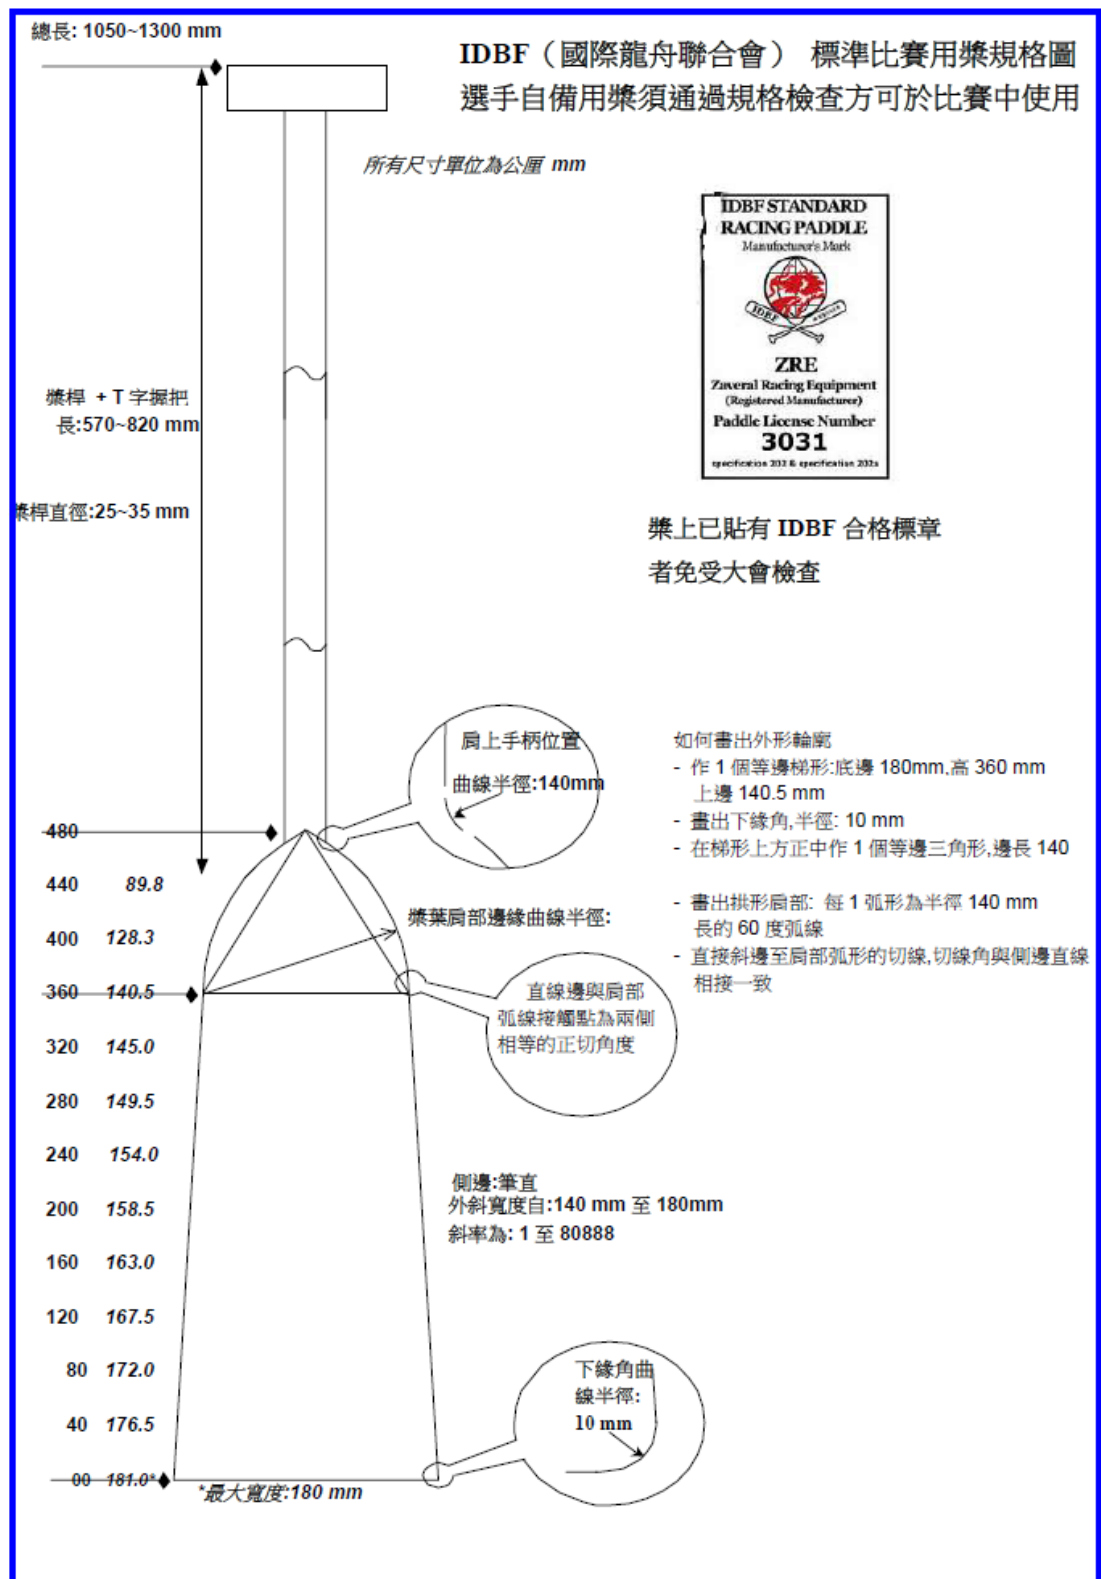 總長: 1050~1300 mm
IDBF（國際龍舟聯合會） 標準比賽用槳規格圖
選手自備用槳須通過規格檢查方可於比賽中使用
所有尺寸單位為公厘 mm
IDBF STANDARD
RACING PADDLE
Manufacturer's Mark
IDBF
ZRE
Zaveral Racing Equipment
(Registered Manufacturer)
Paddle License Number
3031
specification 202 & specification 202a
槳桿 + T 字握把
長:570~820 mm
槳桿直徑:25~35 mm
槳上已貼有 IDBF 合格標章
者免受大會檢查
肩上手柄位置
曲線半徑:140mm
如何畫出外形輪廓
- 作 1 個等邊梯形:底邊 180mm,高 360 mm
上邊 140.5 mm
- 畫出下緣角,半徑: 10 mm
- 在梯形上方正中作 1 個等邊三角形,邊長 140
- 畫出拱形肩部: 每 1 弧形為半徑 140 mm
長的 60 度弧線
- 直接斜邊至肩部弧形的切線,切線角與側邊直線
相接一致
480
440 89.8
槳葉肩部邊緣曲線半徑:
400 128.3
360 140.5
直線邊與肩部
弧線接觸點為兩側
相等的正切角度
320 145.0
280 149.5
240 154.0
側邊:筆直
外斜寬度自:140 mm 至 180mm
斜率為: 1 至 80888
200 158.5
160 163.0
120 167.5
80 172.0
40 176.5
00 181.0*
下緣角曲
線半徑:
10 mm
*最大寬度:180 mm